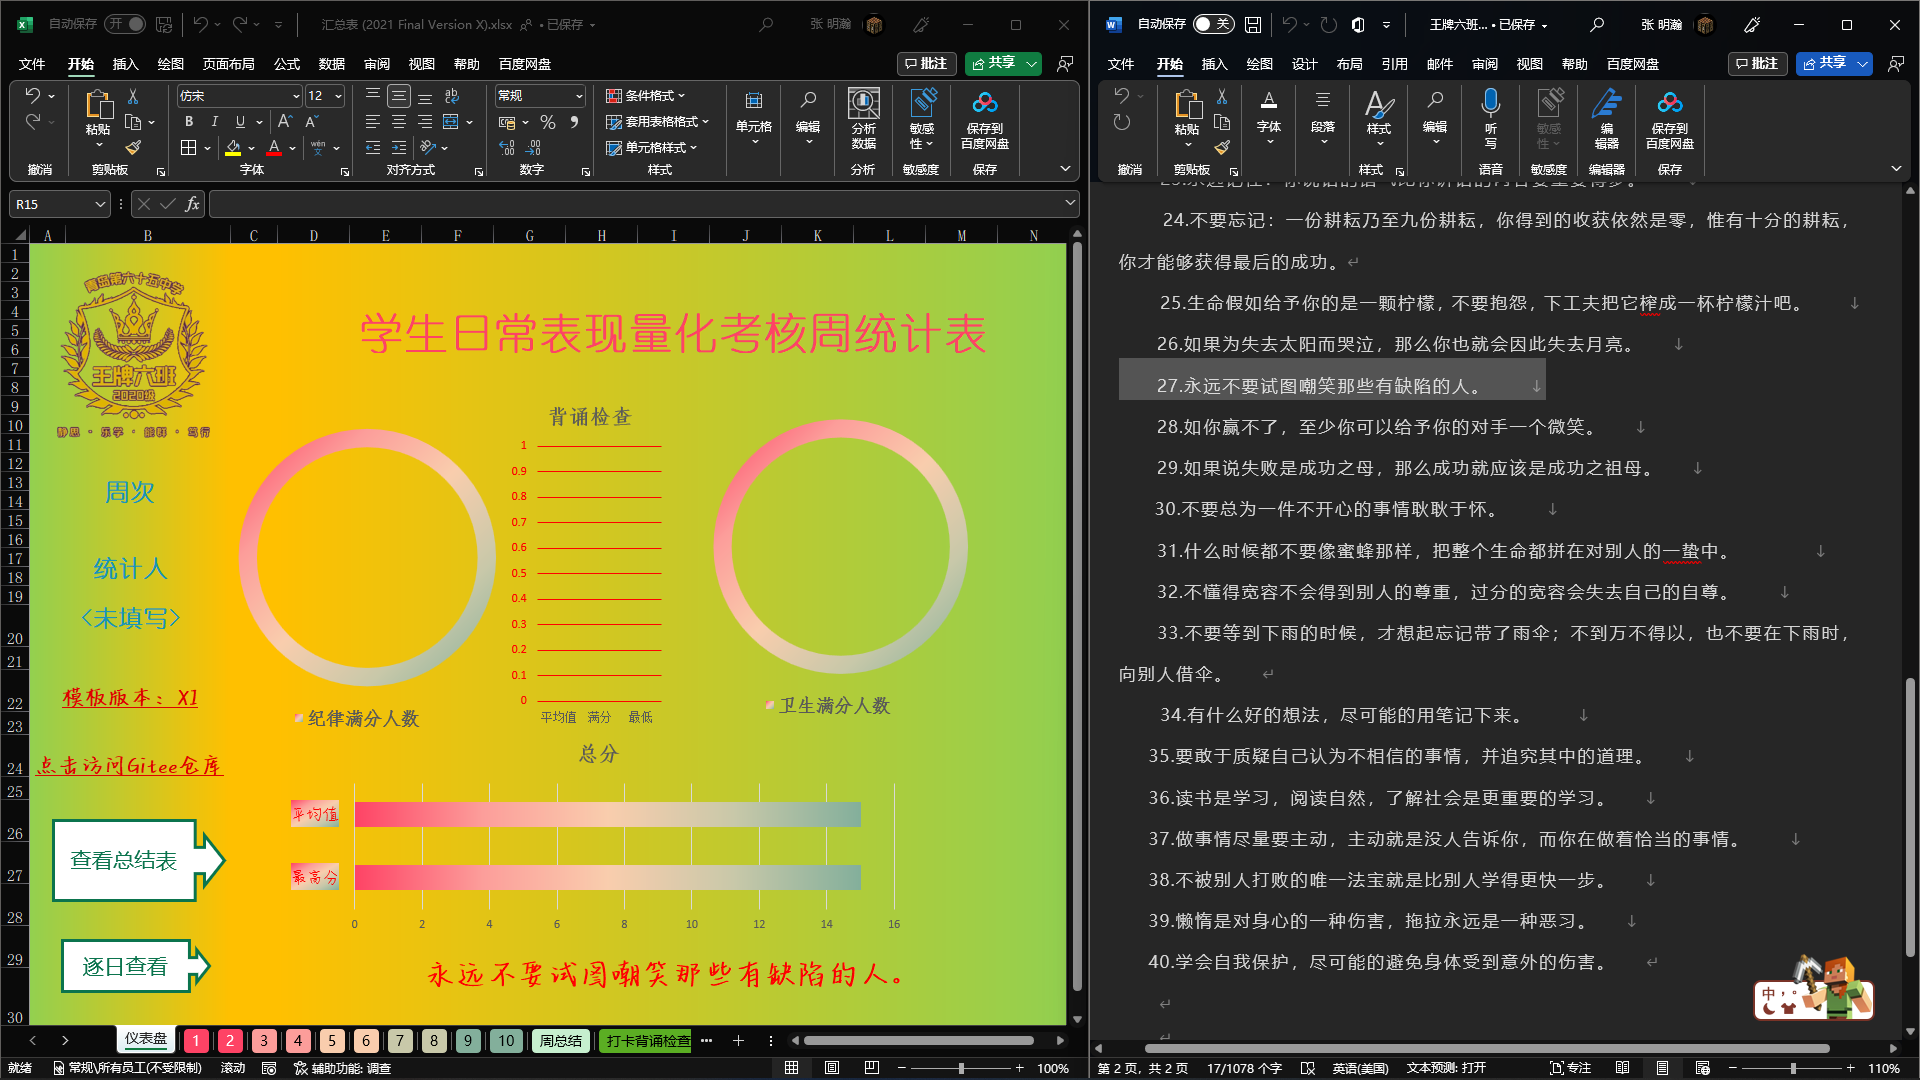 自动保存 开
汇总表 (2021 Final Version X).xlsx • 已保存
张 明瀚
文件 开始 插入 绘图 页面布局 公式 数据 审阅 视图 帮助 百度网盘
批注 共享
粘贴
仿宋 12
B I U A A
常规
条件格式
套用表格格式
单元格样式
单元格
编辑
分析数据
敏感性
保存到百度网盘
撤消 剪贴板 字体 对齐方式 数字 样式 分析 敏感度 保存
R15 fx
A B C D E F G H I J K L M N
1
2
3
4
5
6
7
8
9
10
11
12
13
14
15
16
17
18
19
20
21
22
23
24
25
26
27
28
29
30
青岛第六十五中学
王牌六班
2020级
静思 · 乐学 · 能群 · 笃行
学生日常表现量化考核周统计表
周次
统计人
<未填写>
模板版本：XI
点击访问Gitee仓库
查看总结表
逐日查看
纪律满分人数
背诵检查
1
0.9
0.8
0.7
0.6
0.5
0.4
0.3
0.2
0.1
0
平均值 满分 最低
卫生满分人数
总分
平均值
最高分
0 2 4 6 8 10 12 14 16
永远不要试图嘲笑那些有缺陷的人。
仪表盘 1 2 3 4 5 6 7 8 9 10 周总结 打卡背诵检查
就绪 常规\所有员工(不受限制) 滚动 辅助功能: 调查 100%
自动保存 关
王牌六班... • 已保存
张 明瀚
文件 开始 插入 绘图 设计 布局 引用 邮件 审阅 视图 帮助 百度网盘
批注 共享
粘贴
字体
段落
样式
编辑
听写
敏感性
编辑器
保存到百度网盘
撤消 剪贴板 样式 语音 敏感度 编辑器 保存
24.不要忘记：一份耕耘乃至九份耕耘，你得到的收获依然是零，惟有十分的耕耘，
你才能够获得最后的成功。
25.生命假如给予你的是一颗柠檬，不要抱怨，下工夫把它榨成一杯柠檬汁吧。
26.如果为失去太阳而哭泣，那么你也就会因此失去月亮。
27.永远不要试图嘲笑那些有缺陷的人。
28.如你赢不了，至少你可以给予你的对手一个微笑。
29.如果说失败是成功之母，那么成功就应该是成功之祖母。
30.不要总为一件不开心的事情耿耿于怀。
31.什么时候都不要像蜜蜂那样，把整个生命都拼在对别人的一蛰中。
32.不懂得宽容不会得到别人的尊重，过分的宽容会失去自己的自尊。
33.不要等到下雨的时候，才想起忘记带了雨伞；不到万不得以，也不要在下雨时，
向别人借伞。
34.有什么好的想法，尽可能的用笔记下来。
35.要敢于质疑自己认为不相信的事情，并追究其中的道理。
36.读书是学习，阅读自然，了解社会是更重要的学习。
37.做事情尽量要主动，主动就是没人告诉你，而你在做着恰当的事情。
38.不被别人打败的唯一法宝就是比别人学得更快一步。
39.懒惰是对身心的一种伤害，拖拉永远是一种恶习。
40.学会自我保护，尽可能的避免身体受到意外的伤害。
中
第 2 页，共 2 页 17/1078 个字 英语(美国) 文本预测: 打开 专注 110%